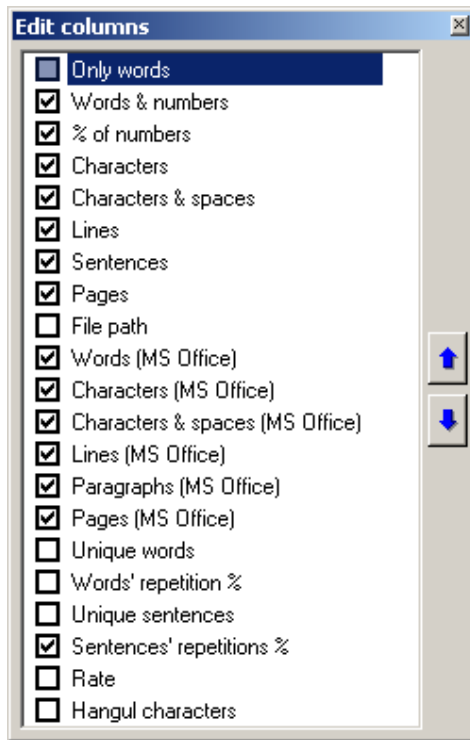 Edit columns
Only words
Words & numbers
% of numbers
Characters
Characters & spaces
Lines
Sentences
Pages
File path
Words (MS Office)
Characters (MS Office)
Characters & spaces (MS Office)
Lines (MS Office)
Paragraphs (MS Office)
Pages (MS Office)
Unique words
Words' repetition %
Unique sentences
Sentences' repetitions %
Rate
Hangul characters